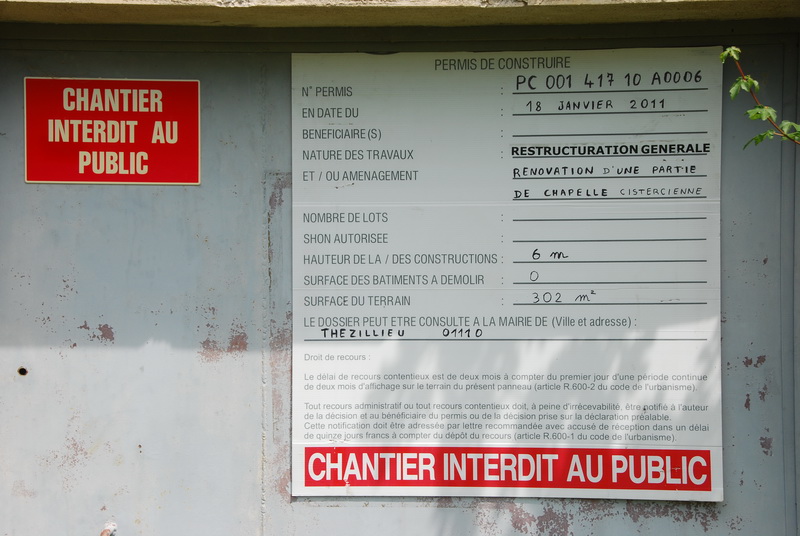 CHANTIER
INTERDIT AU
PUBLIC
PERMIS DE CONSTRUIRE
N° PERMIS : PC 001 417 10 A0006
EN DATE DU : 18 JANVIER 2011
BENEFICIAIRE(S) :
NATURE DES TRAVAUX : RESTRUCTURATION GENERALE
ET / OU AMENAGEMENT : RENOVATION D'UNE PARTIE
DE CHAPELLE CISTERCIENNE
NOMBRE DE LOTS :
SHON AUTORISEE :
HAUTEUR DE LA / DES CONSTRUCTIONS : 6 m
SURFACE DES BATIMENTS A DEMOLIR : 0
SURFACE DU TERRAIN : 302 m²
LE DOSSIER PEUT ETRE CONSULTE A LA MAIRIE DE (Ville et adresse) :
THEZILLIEU 01110
Droit de recours :
Le délai de recours contentieux est de deux mois à compter du premier jour d'une période continue
de deux mois d'affichage sur le terrain du présent panneau (article R.600-2 du code de l'urbanisme).
Tout recours administratif ou tout recours contentieux doit, à peine d'irrecevabilité, être notifié à l'auteur
de la décision et au bénéficiaire du permis ou de la décision prise sur la déclaration préalable.
Cette notification doit être adressée par lettre recommandée avec accusé de réception dans un délai
de quinze jours francs à compter du dépôt du recours (article R.600-1 du code de l'urbanisme).
CHANTIER INTERDIT AU PUBLIC